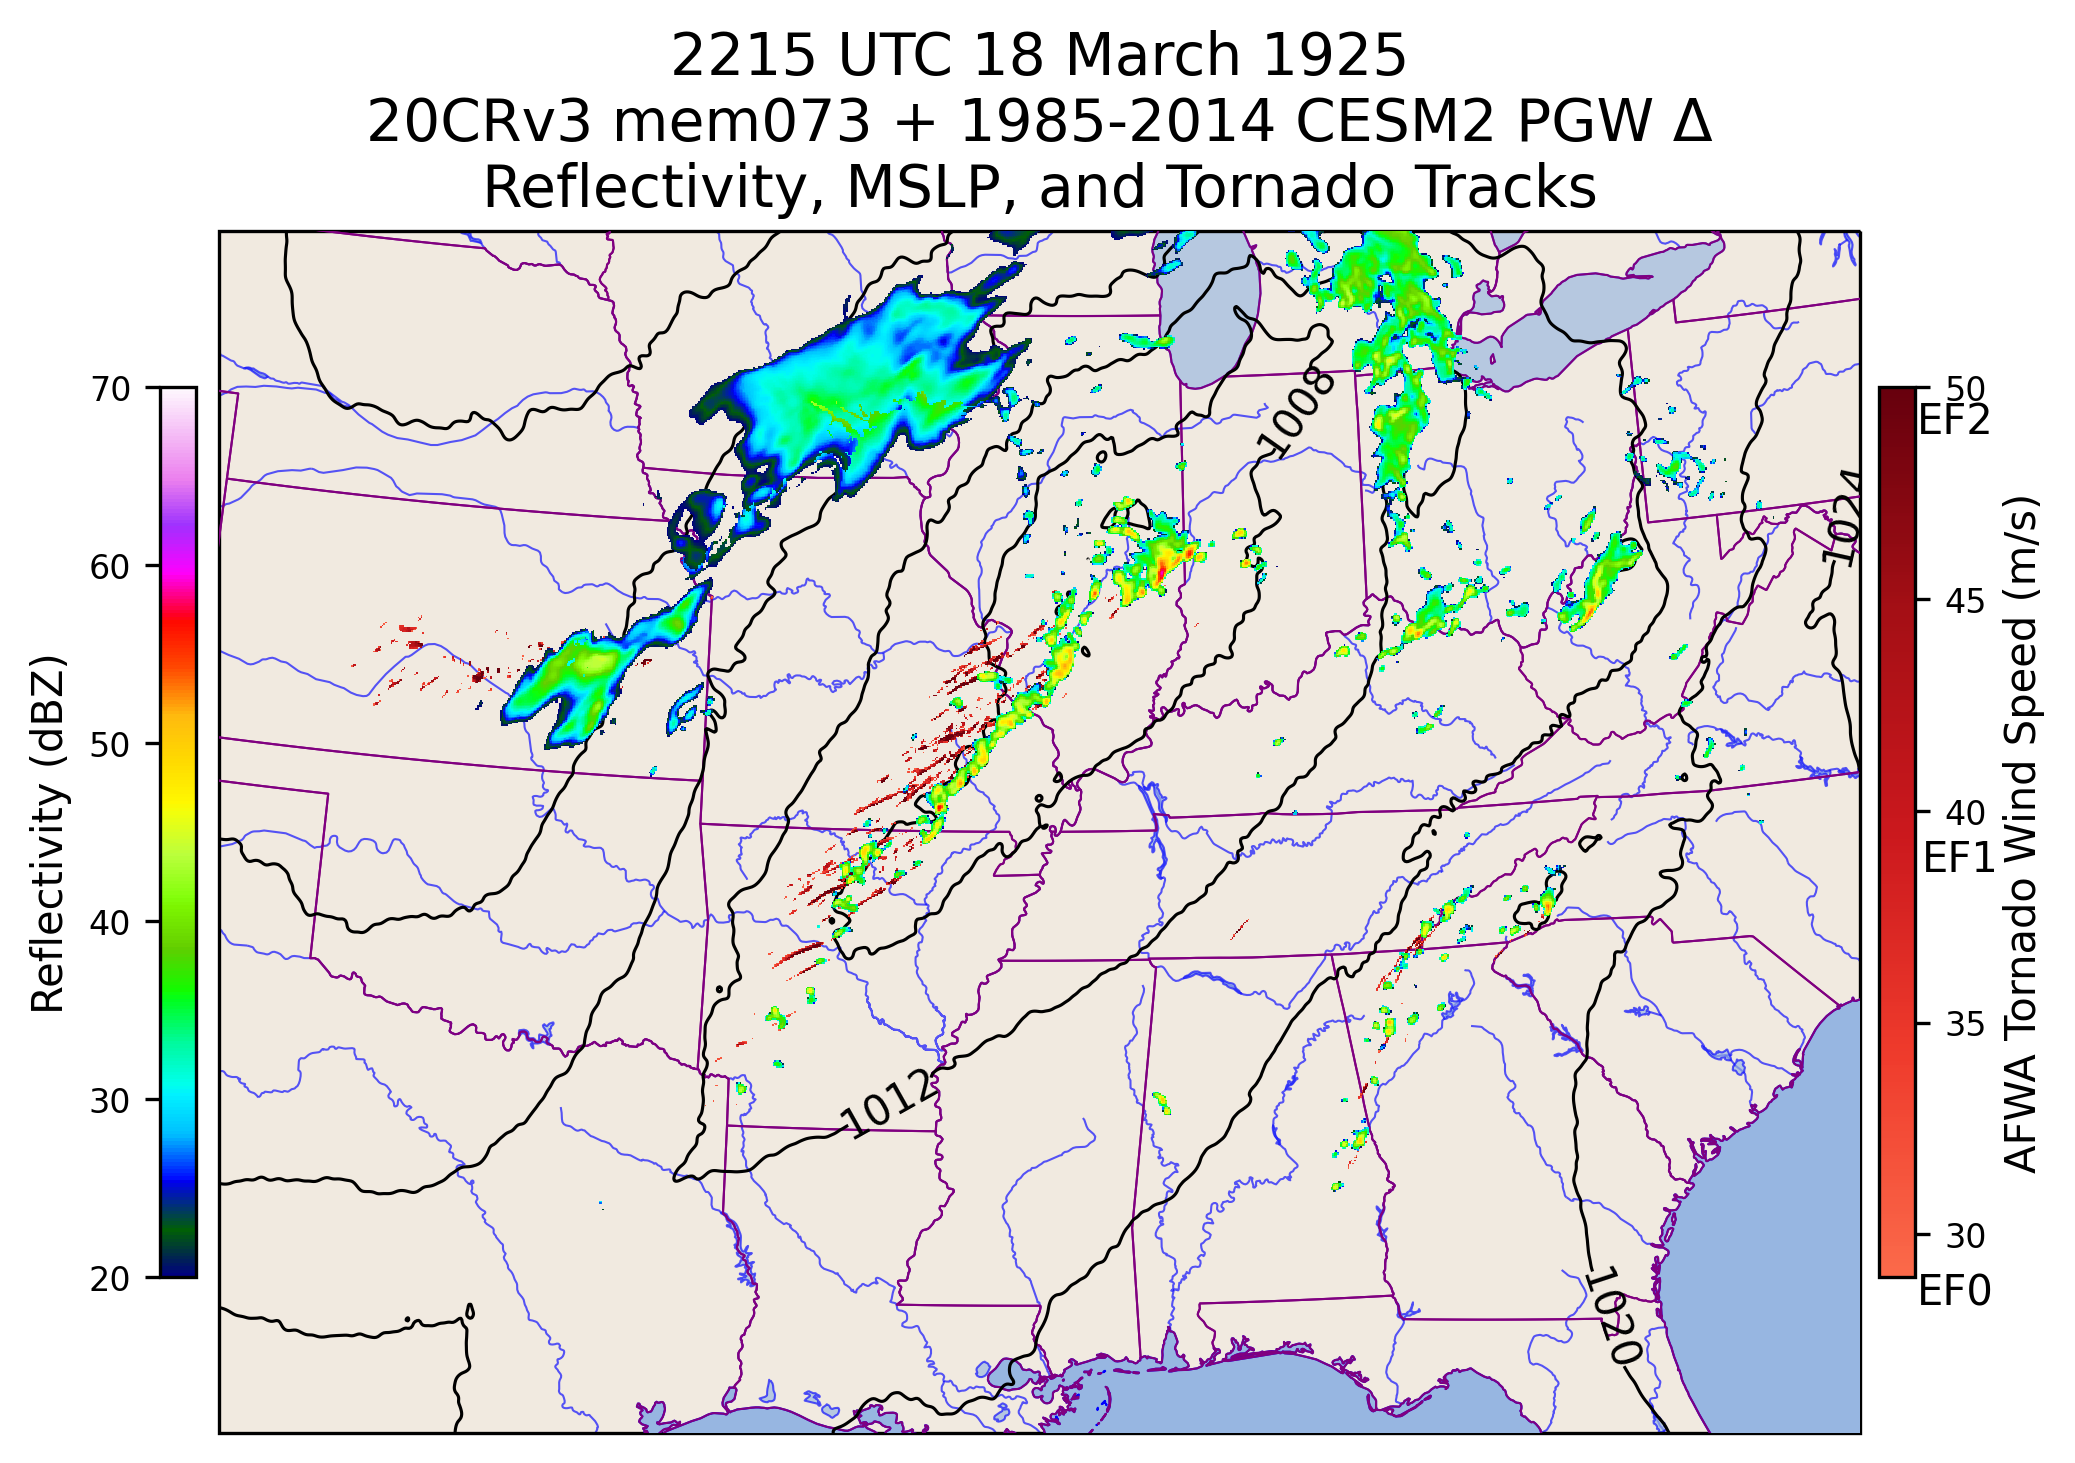 2215 UTC 18 March 1925
20CRv3 mem073 + 1985-2014 CESM2 PGW Δ
Reflectivity, MSLP, and Tornado Tracks
Reflectivity (dBZ)
70
60
50
40
30
20
1008
1024
1012
1020
50
EF2
45
40
EF1
35
30
EF0
AFWA Tornado Wind Speed (m/s)